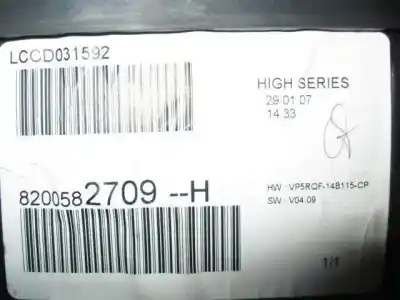 LCCD031592
HIGH SERIES
29 01 07
14 33
8200582709 --H
HW: VP5RQF-14B115-CP
SW: V04.09
1/1